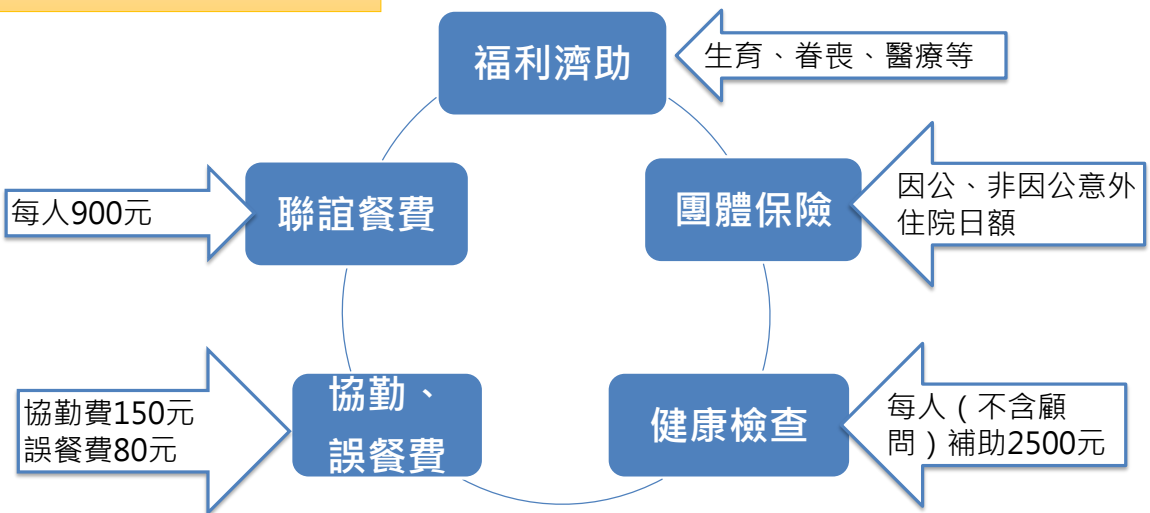 福利濟助
生育、眷喪、醫療等
聯誼餐費
每人900元
團體保險
因公、非因公意外
住院日額
協勤、
誤餐費
協勤費150元
誤餐費80元
健康檢查
每人（不含顧
問）補助2500元